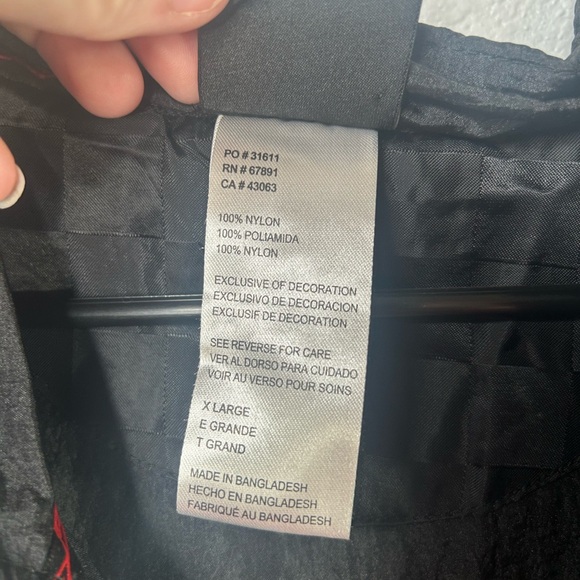 PO # 31611
RN # 67891
CA # 43063
100% NYLON
100% POLIAMIDA
100% NYLON
EXCLUSIVE OF DECORATION
EXCLUSIVO DE DECORACION
EXCLUSIF DE DECORATION
SEE REVERSE FOR CARE
VER AL DORSO PARA CUIDADO
VOIR AU VERSO POUR SOINS
X LARGE
E GRANDE
T GRAND
MADE IN BANGLADESH
HECHO EN BANGLADESH
FABRIQUÉ AU BANGLADESH